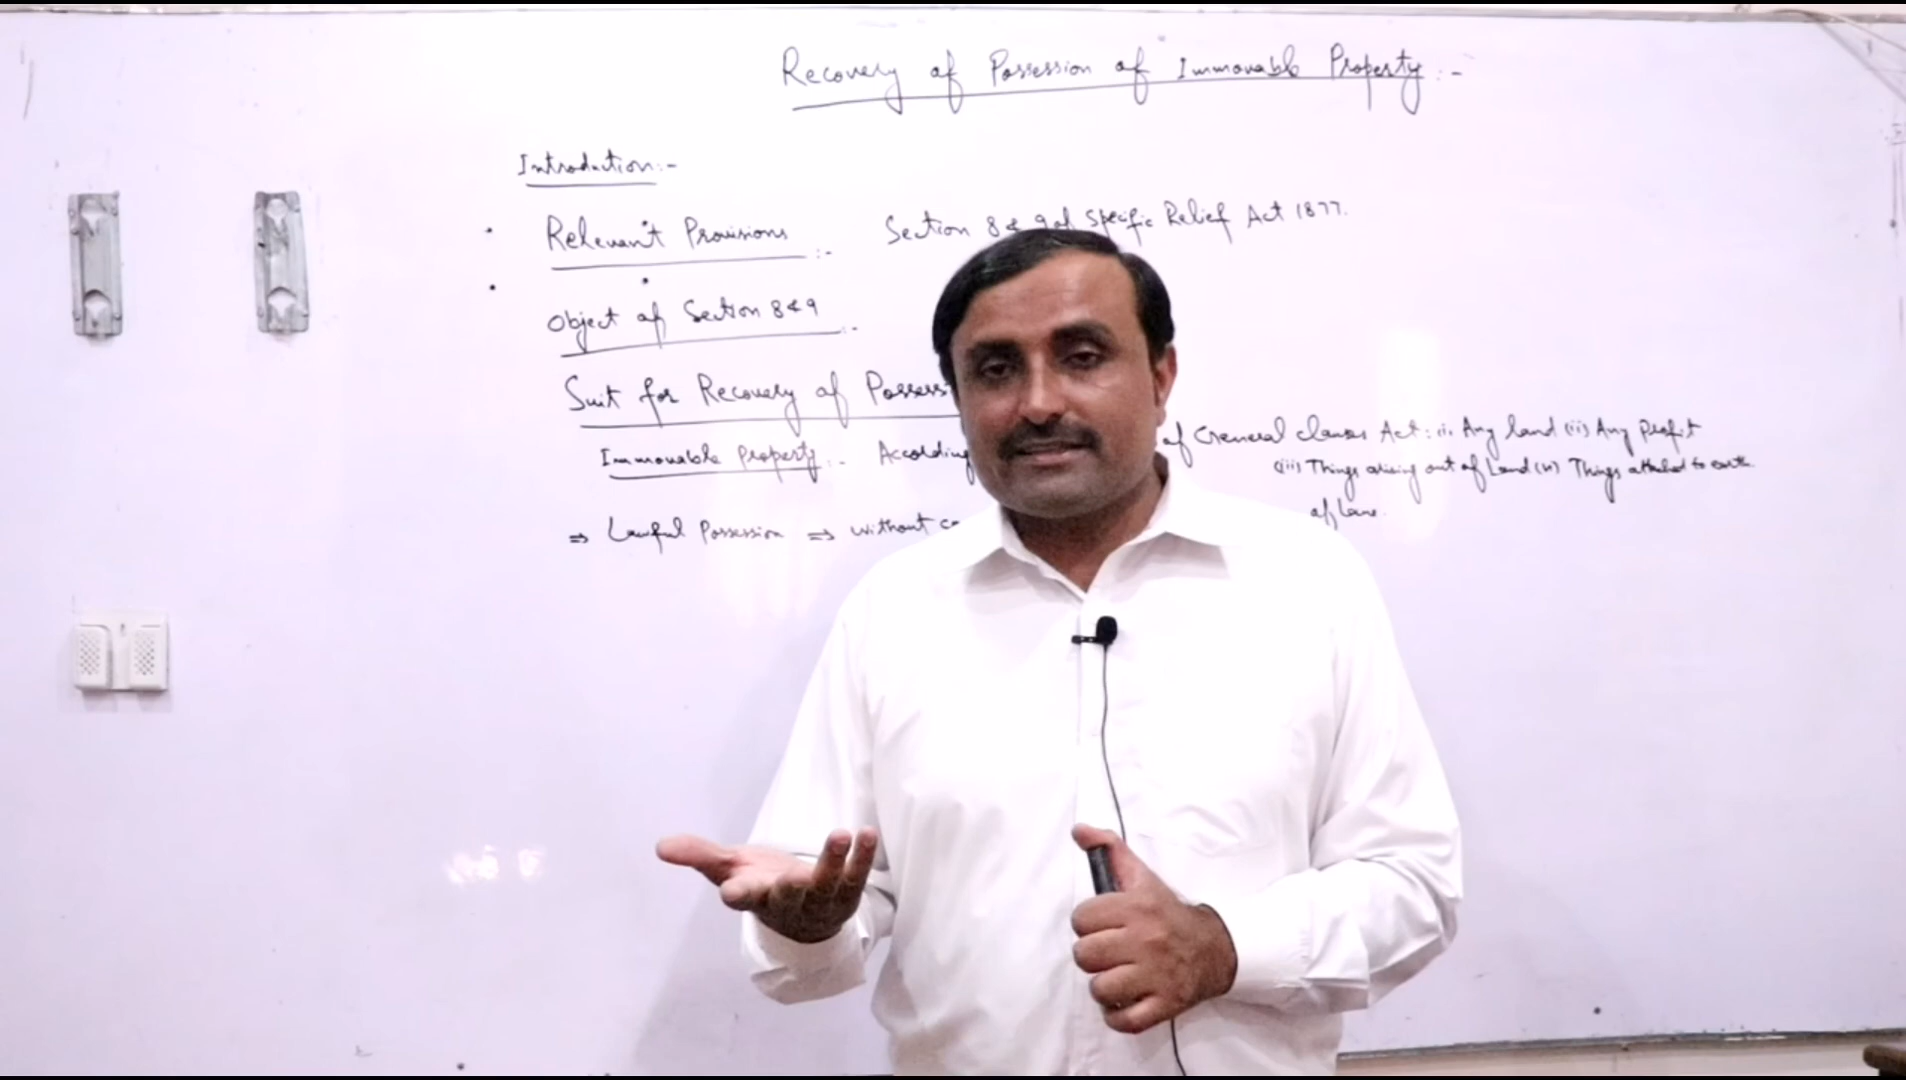 Recovery of Possession of Immovable Property :-
Introduction:-
Relevant Provisions :- Section 8 & 9 of Specific Relief Act 1877.
Object of Section 8 & 9 :-
Suit for Recovery of
Immovable Property :- According of General Clauses Act : (i) Any land (ii) Any Profit
(iii) Things arising out of Land (iv) Things attached to earth
⇒ Lawful Possession ⇒ without of